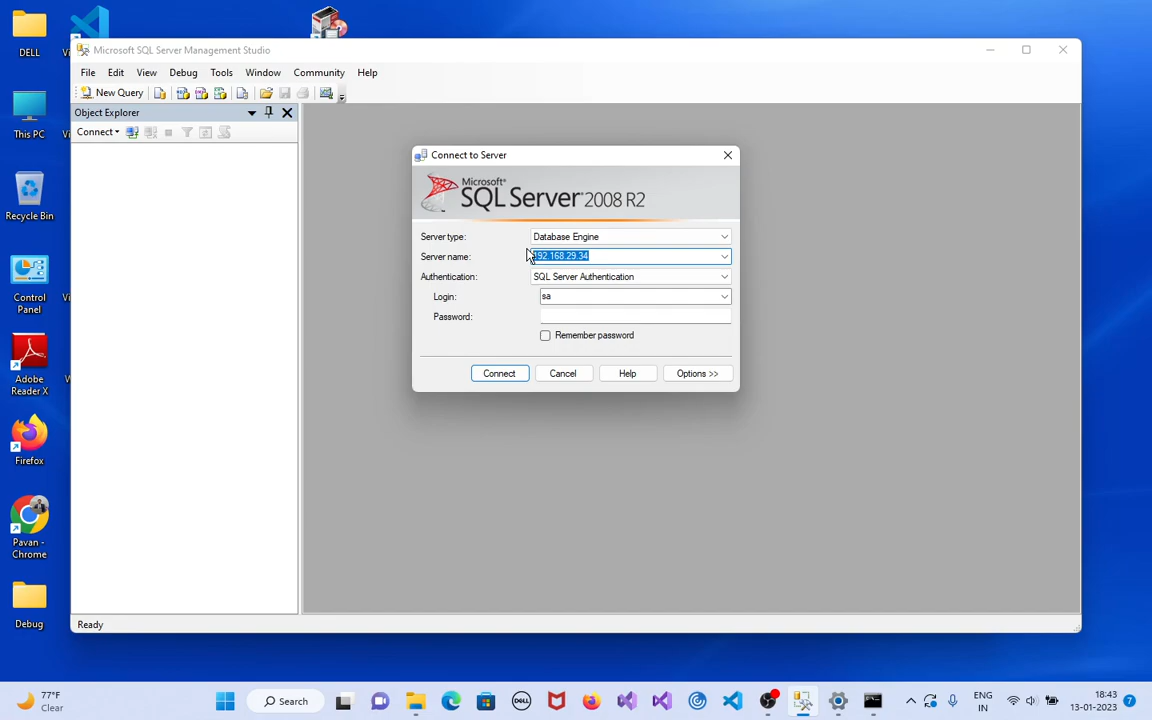 DELL
This PC
Recycle Bin
Control
Panel
Adobe
Reader X
Firefox
Pavan -
Chrome
Debug
Microsoft SQL Server Management Studio
File Edit View Debug Tools Window Community Help
New Query
Object Explorer
Connect
Connect to Server
Microsoft®
SQL Server® 2008 R2
Server type: Database Engine
Server name: 192.168.29.34
Authentication: SQL Server Authentication
Login: sa
Password:
Remember password
Connect Cancel Help Options >>
Ready
77°F
Clear
Search
DELL
ENG
IN
18:43
13-01-2023
7